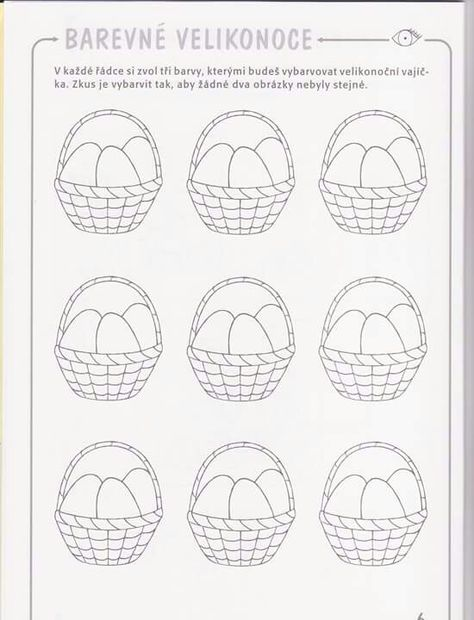 BAREVNÉ VELIKONOCE
V každé řádce si zvol tři barvy, kterými budeš vybarvovat velikonoční vajíč-
ka. Zkus je vybarvit tak, aby žádné dva obrázky nebyly stejné.